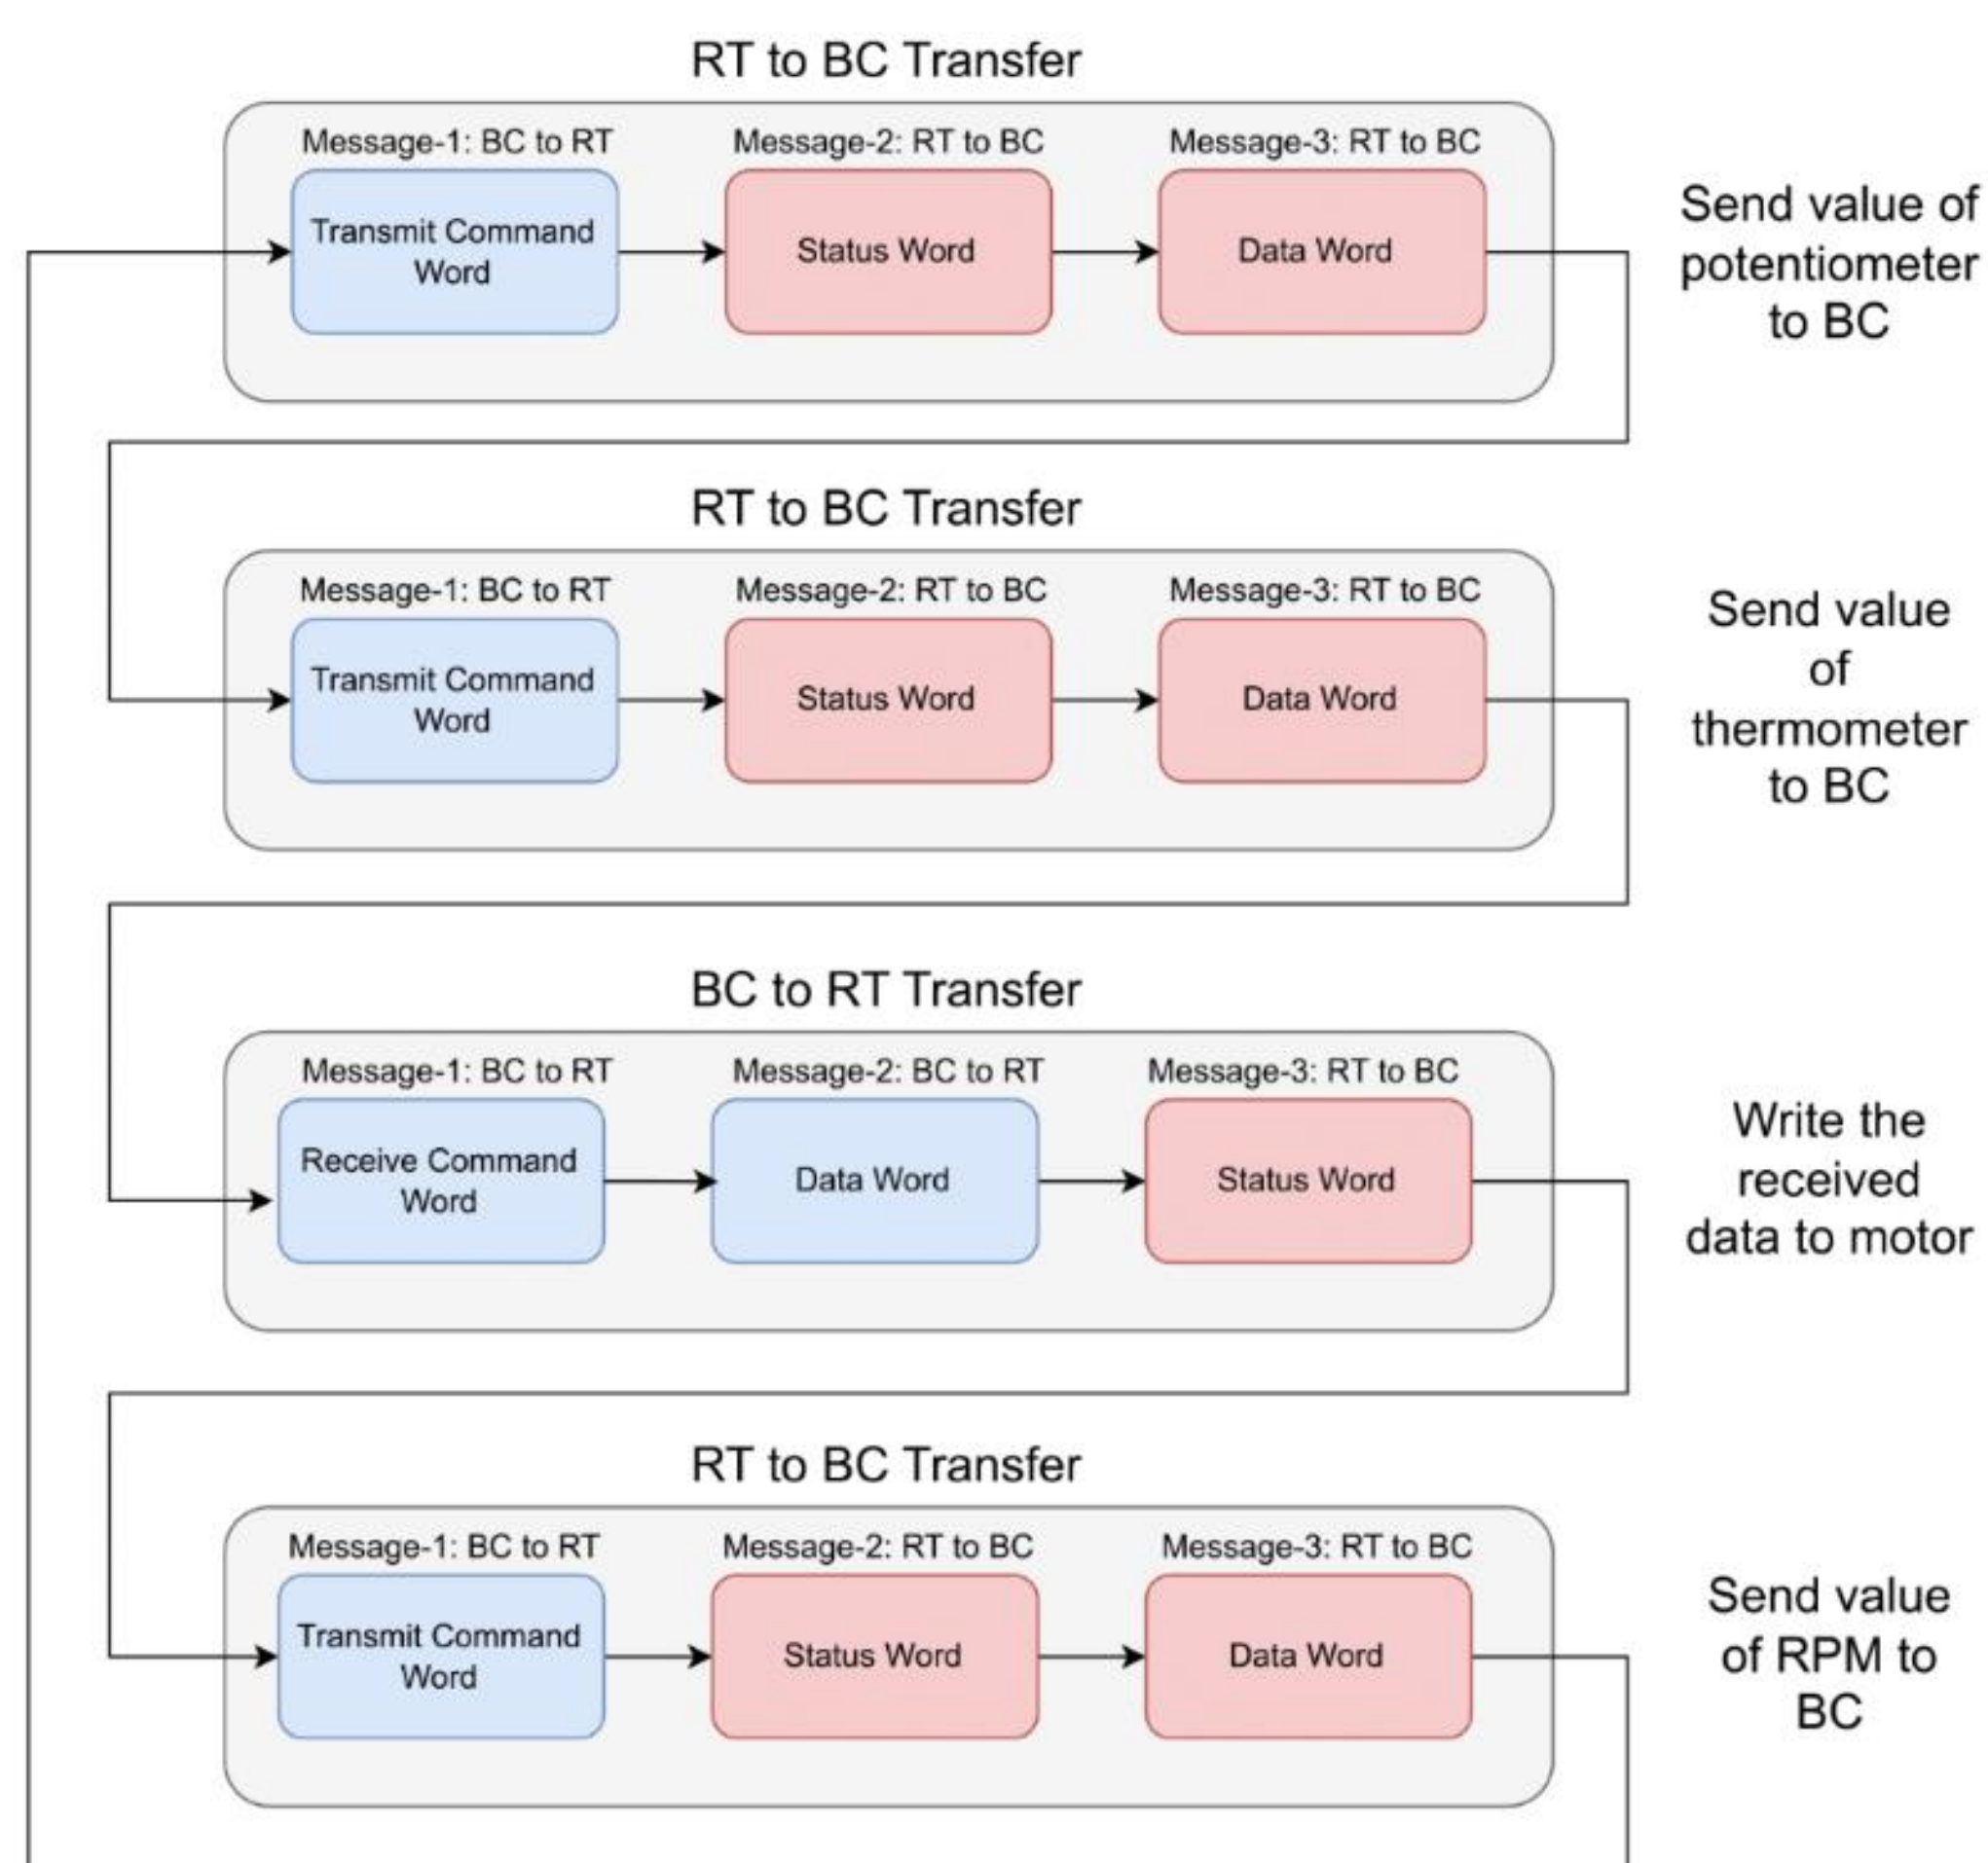 RT to BC Transfer
Message-1: BC to RT
Message-2: RT to BC
Message-3: RT to BC
Transmit Command
Word
Status Word
Data Word
Send value of
potentiometer
to BC
RT to BC Transfer
Message-1: BC to RT
Message-2: RT to BC
Message-3: RT to BC
Transmit Command
Word
Status Word
Data Word
Send value
of
thermometer
to BC
BC to RT Transfer
Message-1: BC to RT
Message-2: BC to RT
Message-3: RT to BC
Receive Command
Word
Data Word
Status Word
Write the
received
data to motor
RT to BC Transfer
Message-1: BC to RT
Message-2: RT to BC
Message-3: RT to BC
Transmit Command
Word
Status Word
Data Word
Send value
of RPM to
BC